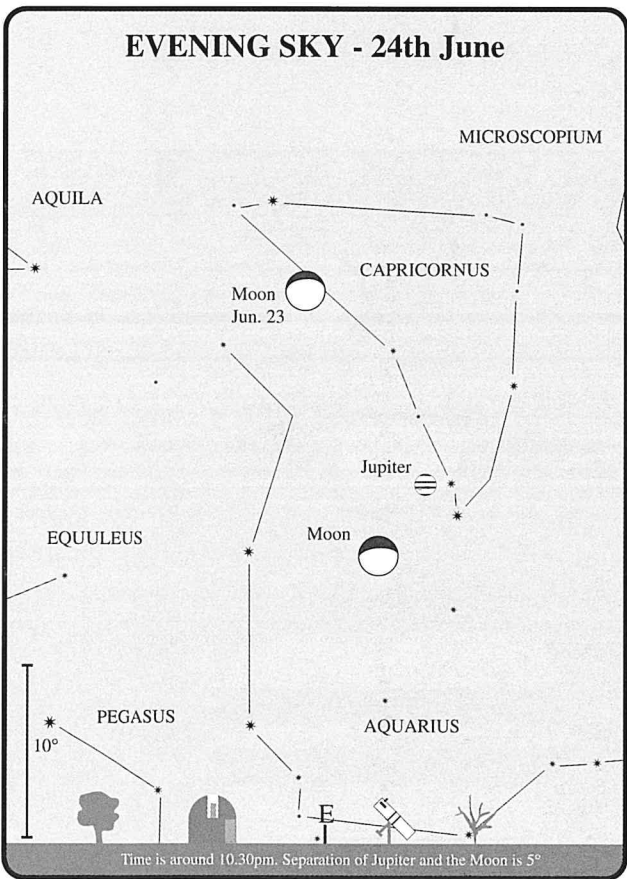 EVENING SKY - 24th June
MICROSCOPIUM
AQUILA
CAPRICORNUS
Moon
Jun. 23
Jupiter
Moon
EQUULEUS
PEGASUS
AQUARIUS
10°
E
Time is around 10.30pm. Separation of Jupiter and the Moon is 5°